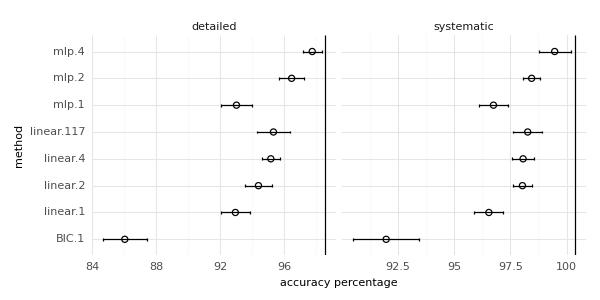 detailed
systematic
method
mlp.4
mlp.2
mlp.1
linear.117
linear.4
linear.2
linear.1
BIC.1
84 88 92 96
92.5 95 97.5 100
accuracy percentage